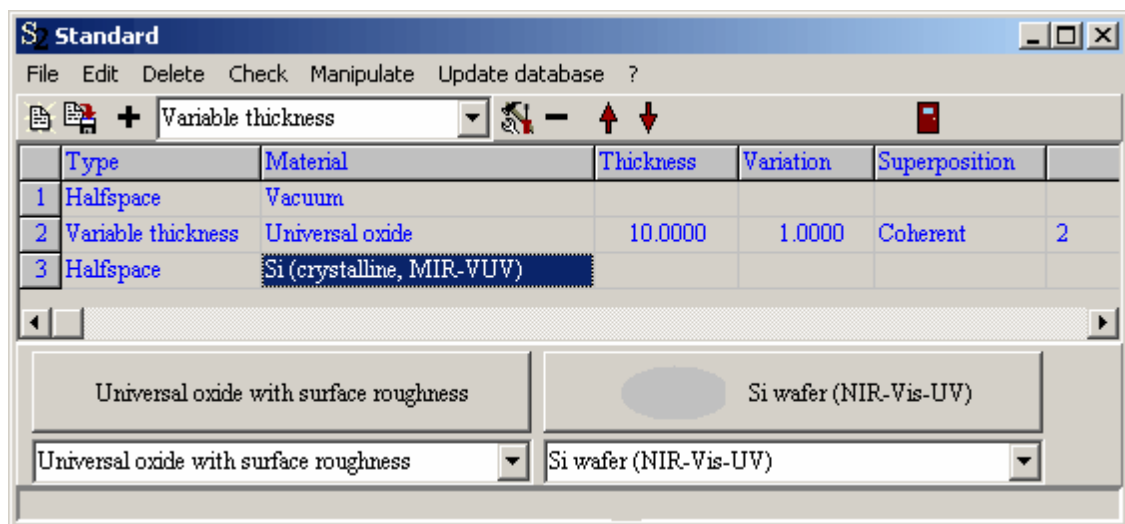 S2 Standard
File Edit Delete Check Manipulate Update database ?
Variable thickness
Type Material Thickness Variation Superposition
1 Halfspace Vacuum
2 Variable thickness Universal oxide 10.0000 1.0000 Coherent 2
3 Halfspace Si (crystalline, MIR-VUV)
Universal oxide with surface roughness Si wafer (NIR-Vis-UV)
Universal oxide with surface roughness Si wafer (NIR-Vis-UV)